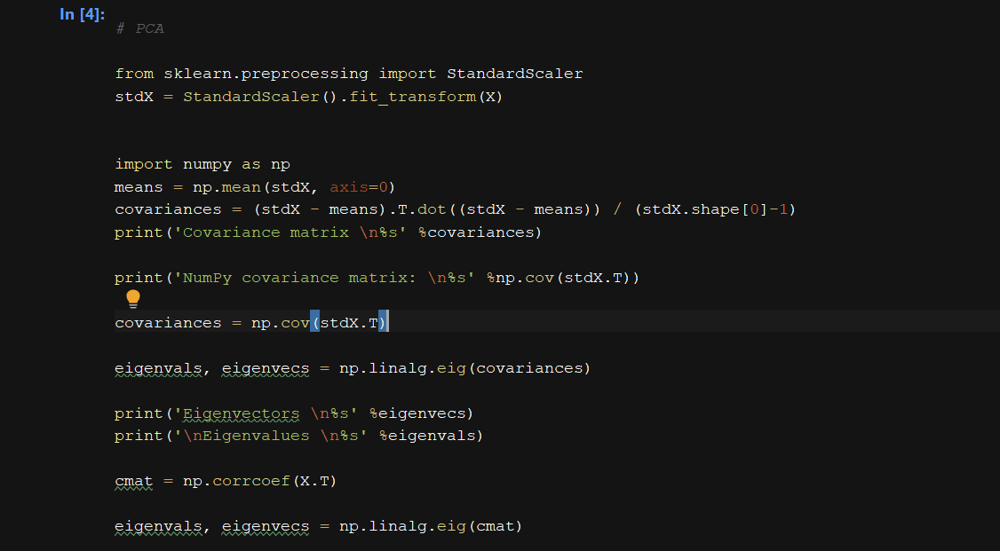 In [4]:
# PCA
from sklearn.preprocessing import StandardScaler
stdX = StandardScaler().fit_transform(X)
import numpy as np
means = np.mean(stdX, axis=0)
covariances = (stdX - means).T.dot((stdX - means)) / (stdX.shape[0]-1)
print('Covariance matrix \n%s' %covariances)
print('NumPy covariance matrix: \n%s' %np.cov(stdX.T))
covariances = np.cov(stdX.T)
eigenvals, eigenvecs = np.linalg.eig(covariances)
print('Eigenvectors \n%s' %eigenvecs)
print('\nEigenvalues \n%s' %eigenvals)
cmat = np.corrcoef(X.T)
eigenvals, eigenvecs = np.linalg.eig(cmat)